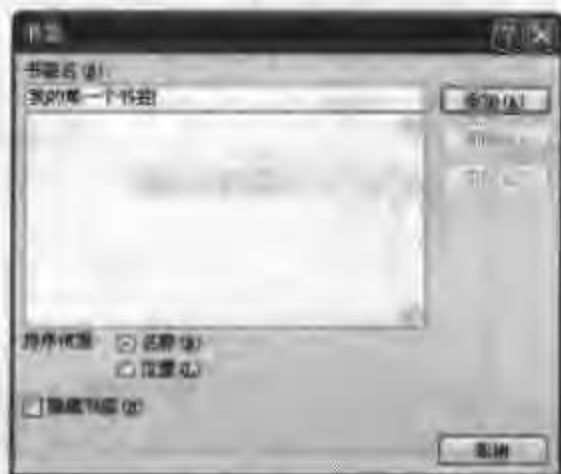 书签
书签名(B):
我的第一个书签
添加(A)
排序依据:
名称(N)
位置(L)
隐藏书签(H)
取消